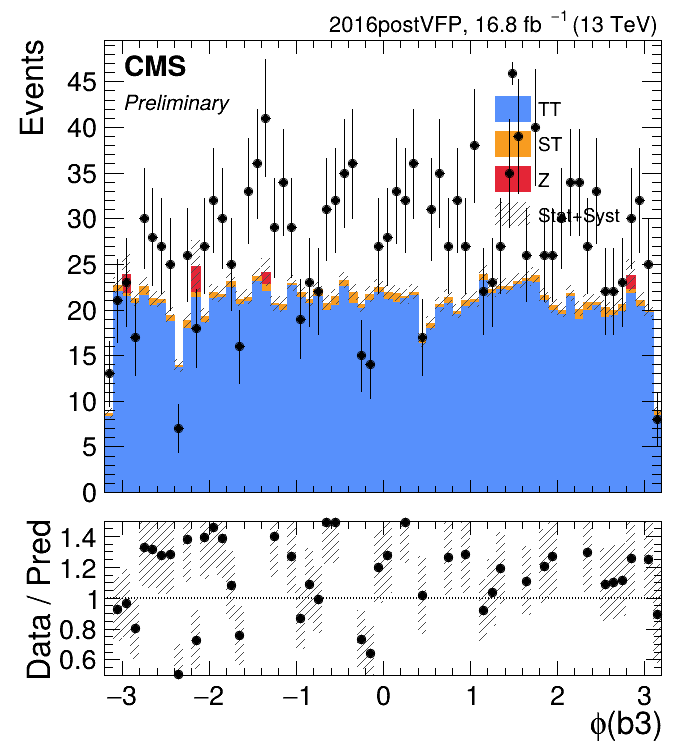 2016postVFP, 16.8 fb ⁻¹ (13 TeV)
Events
CMS
Preliminary
TT
ST
Z
Stat+Syst
45
40
35
30
25
20
15
10
5
0
Data / Pred
1.4
1.2
1
0.8
0.6
−3 −2 −1 0 1 2 3
ϕ(b3)